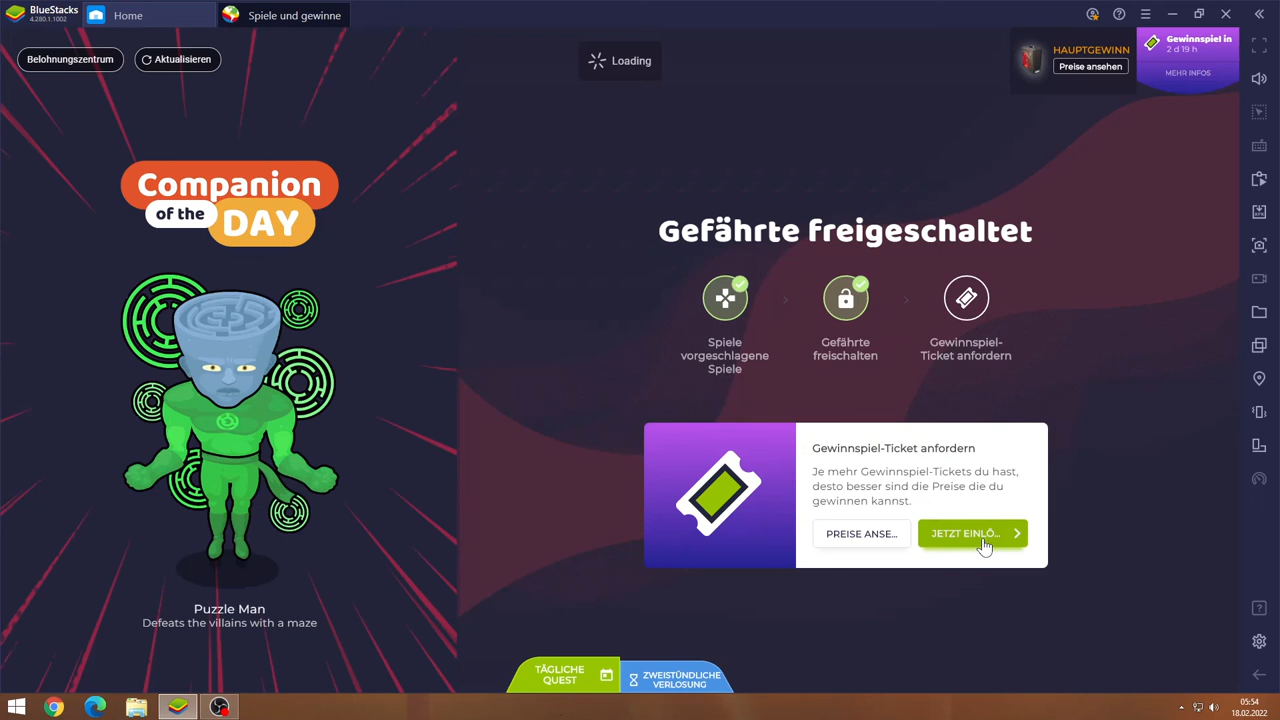 BlueStacks
4.280.1.1002
Home
Spiele und gewinne
Belohnungszentrum
Aktualisieren
Loading
HAUPTGEWINN
Preise ansehen
Gewinnspiel in
2 d 19 h
MEHR INFOS
Companion
of the
DAY
Puzzle Man
Defeats the villains with a maze
Gefährte freigeschaltet
Spiele
vorgeschlagene
Spiele
Gefährte
freischalten
Gewinnspiel-
Ticket anfordern
Gewinnspiel-Ticket anfordern
Je mehr Gewinnspiel-Tickets du hast,
desto besser sind die Preise die du
gewinnen kannst.
PREISE ANSE...
JETZT EINLÖ...
TÄGLICHE
QUEST
ZWEISTÜNDLICHE
VERLOSUNG
05:54
18.02.2022